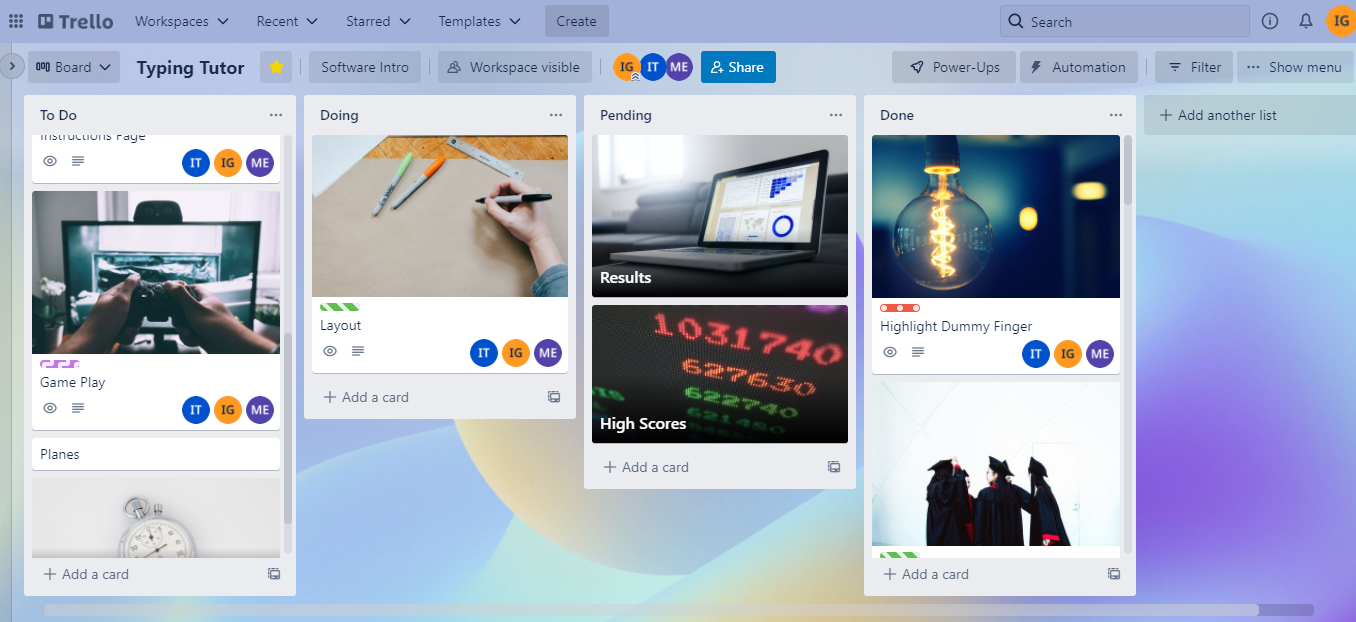 Trello Workspaces Recent Starred Templates Create Search IG
Board Typing Tutor Software Intro Workspace visible IG IT ME Share Power-Ups Automation Filter Show menu
To Do
Instructions Page
IT IG ME
Game Play
IT IG ME
Planes
Add a card
Doing
Layout
IT IG ME
Add a card
Pending
Results
1031740
627630
622740
621480
High Scores
Add a card
Done
Highlight Dummy Finger
IT IG ME
Add a card
Add another list